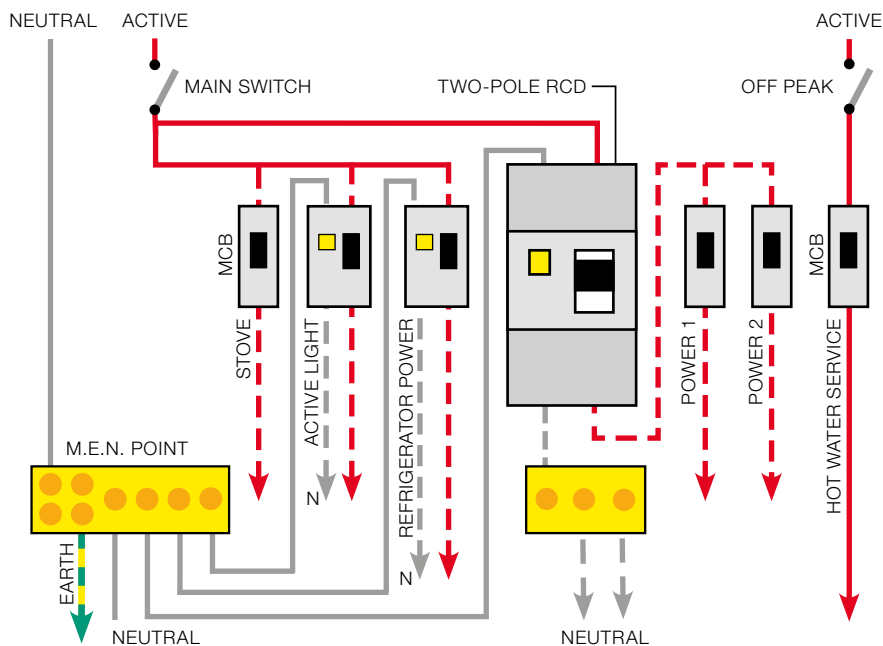 NEUTRAL
ACTIVE
ACTIVE
MAIN SWITCH
TWO-POLE RCD
OFF PEAK
MCB
MCB
STOVE
ACTIVE LIGHT
REFRIGERATOR POWER
POWER 1
POWER 2
HOT WATER SERVICE
M.E.N. POINT
N
N
EARTH
NEUTRAL
NEUTRAL